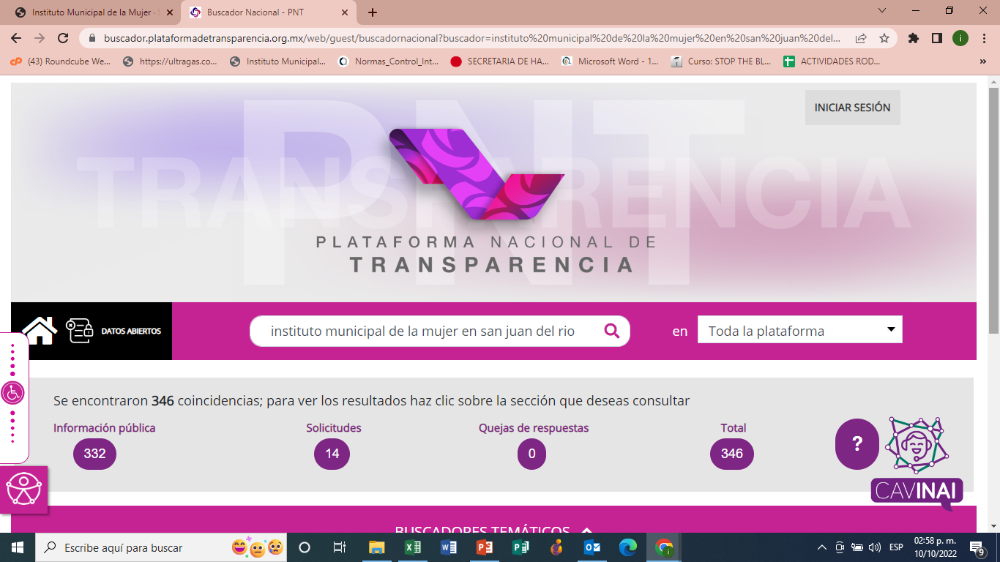 Instituto Municipal de la Mujer - S
Buscador Nacional - PNT
buscador.plataformadetransparencia.org.mx/web/guest/buscadornacional?buscador=instituto%20municipal%20de%20la%20mujer%20en%20san%20juan%20del...
(43) Roundcube We...
https://ultragas.co...
Instituto Municipal...
Normas_Control_Int...
SECRETARIA DE HA...
Microsoft Word - 1...
Curso: STOP THE BL...
ACTIVIDADES ROD...
»
PNT
TRANSPARENCIA
INICIAR SESIÓN
PLATAFORMA NACIONAL DE
TRANSPARENCIA
DATOS ABIERTOS
instituto municipal de la mujer en san juan del rio
en
Toda la plataforma
Se encontraron 346 coincidencias; para ver los resultados haz clic sobre la sección que deseas consultar
Información pública
332
Solicitudes
14
Quejas de respuestas
0
Total
346
?
CAVINAI
BUSCADORES TEMÁTICOS
Escribe aquí para buscar
ESP
02:58 p. m.
10/10/2022
9